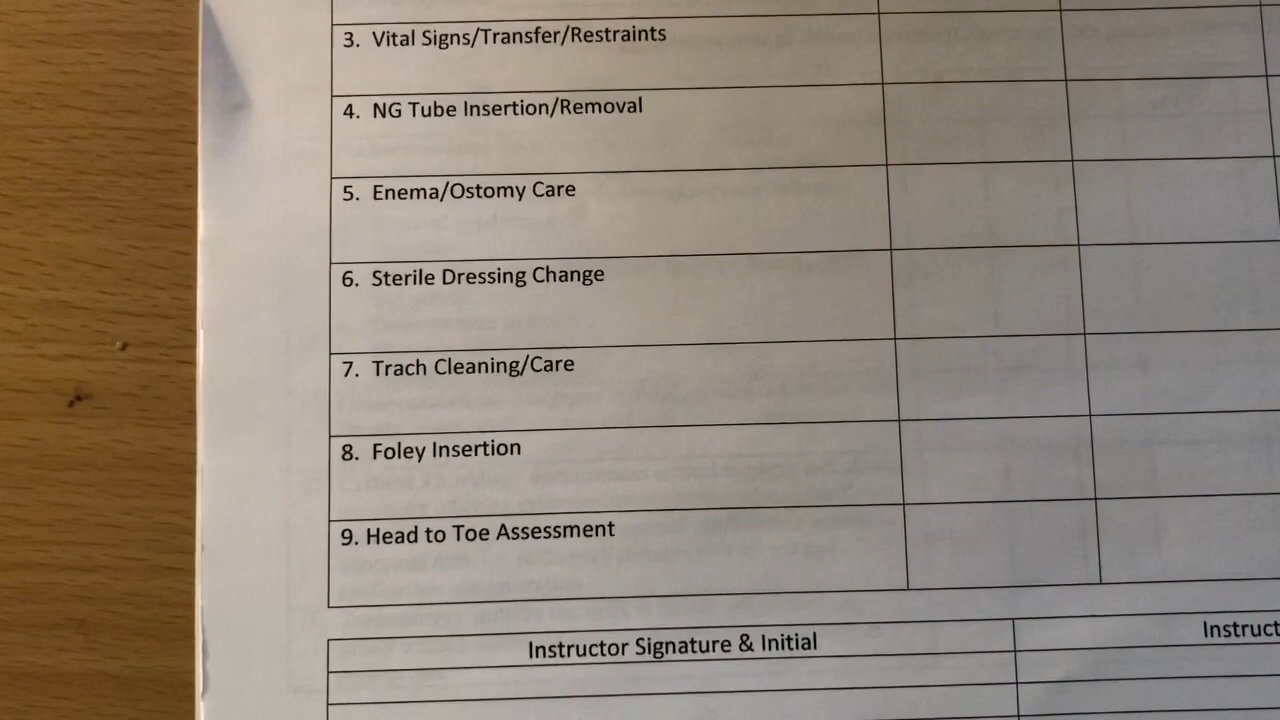 3. Vital Signs/Transfer/Restraints
4. NG Tube Insertion/Removal
5. Enema/Ostomy Care
6. Sterile Dressing Change
7. Trach Cleaning/Care
8. Foley Insertion
9. Head to Toe Assessment
Instructor Signature & Initial
Instruct